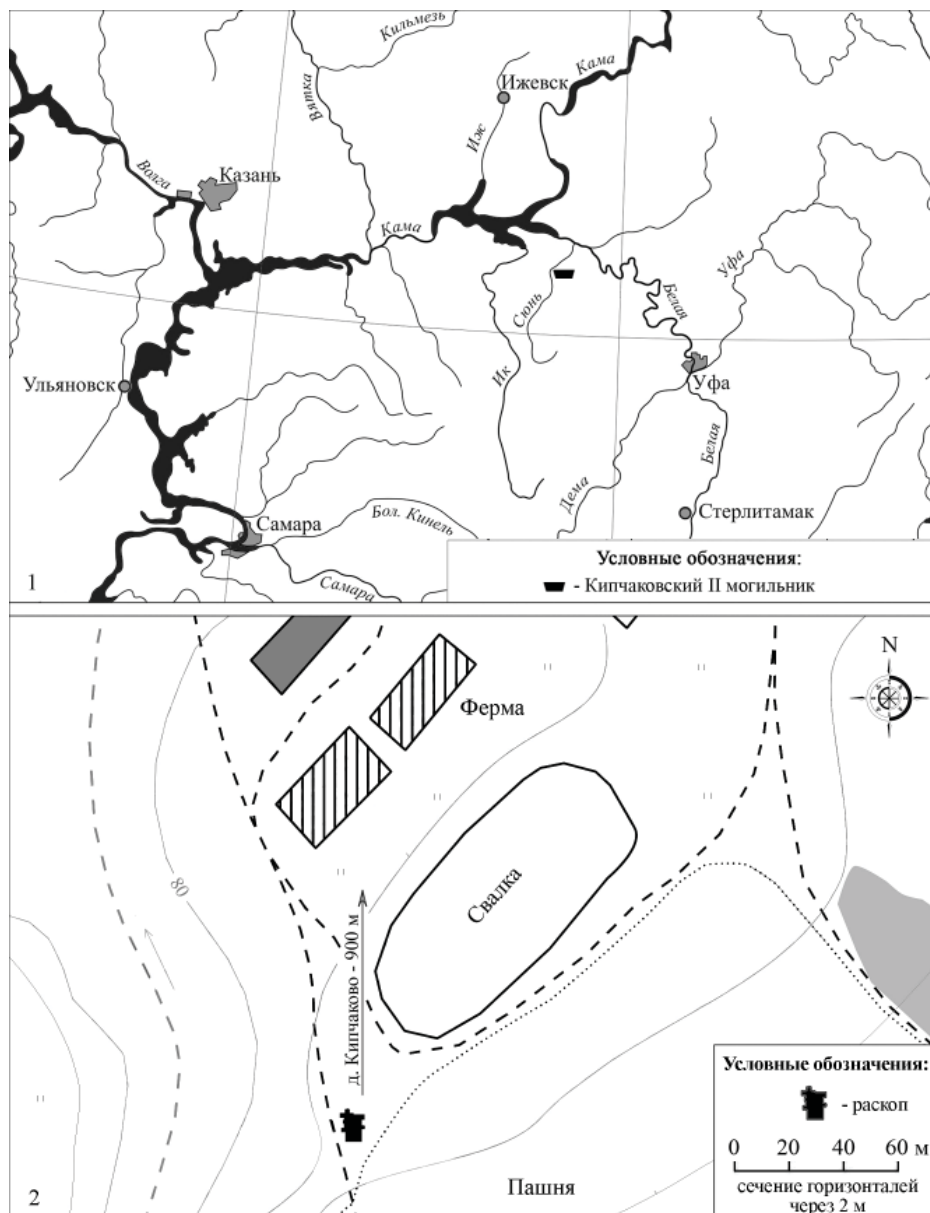 Кильмезь
Кама
Ижевск
Вятка
Иж
Волга
Казань
Кама
Уфа
Сюнь
Белая
Ик
Уфа
Ульяновск
Белая
Дема
Стерлитамак
Самара
Бол. Кинель
Самара
1
Условные обозначения:
- Кипчаковский II могильник
N
Ферма
80
Свалка
д. Кипчаково - 900 м
Пашня
2
Условные обозначения:
- раскоп
0 20 40 60 м
сечение горизонталей
через 2 м